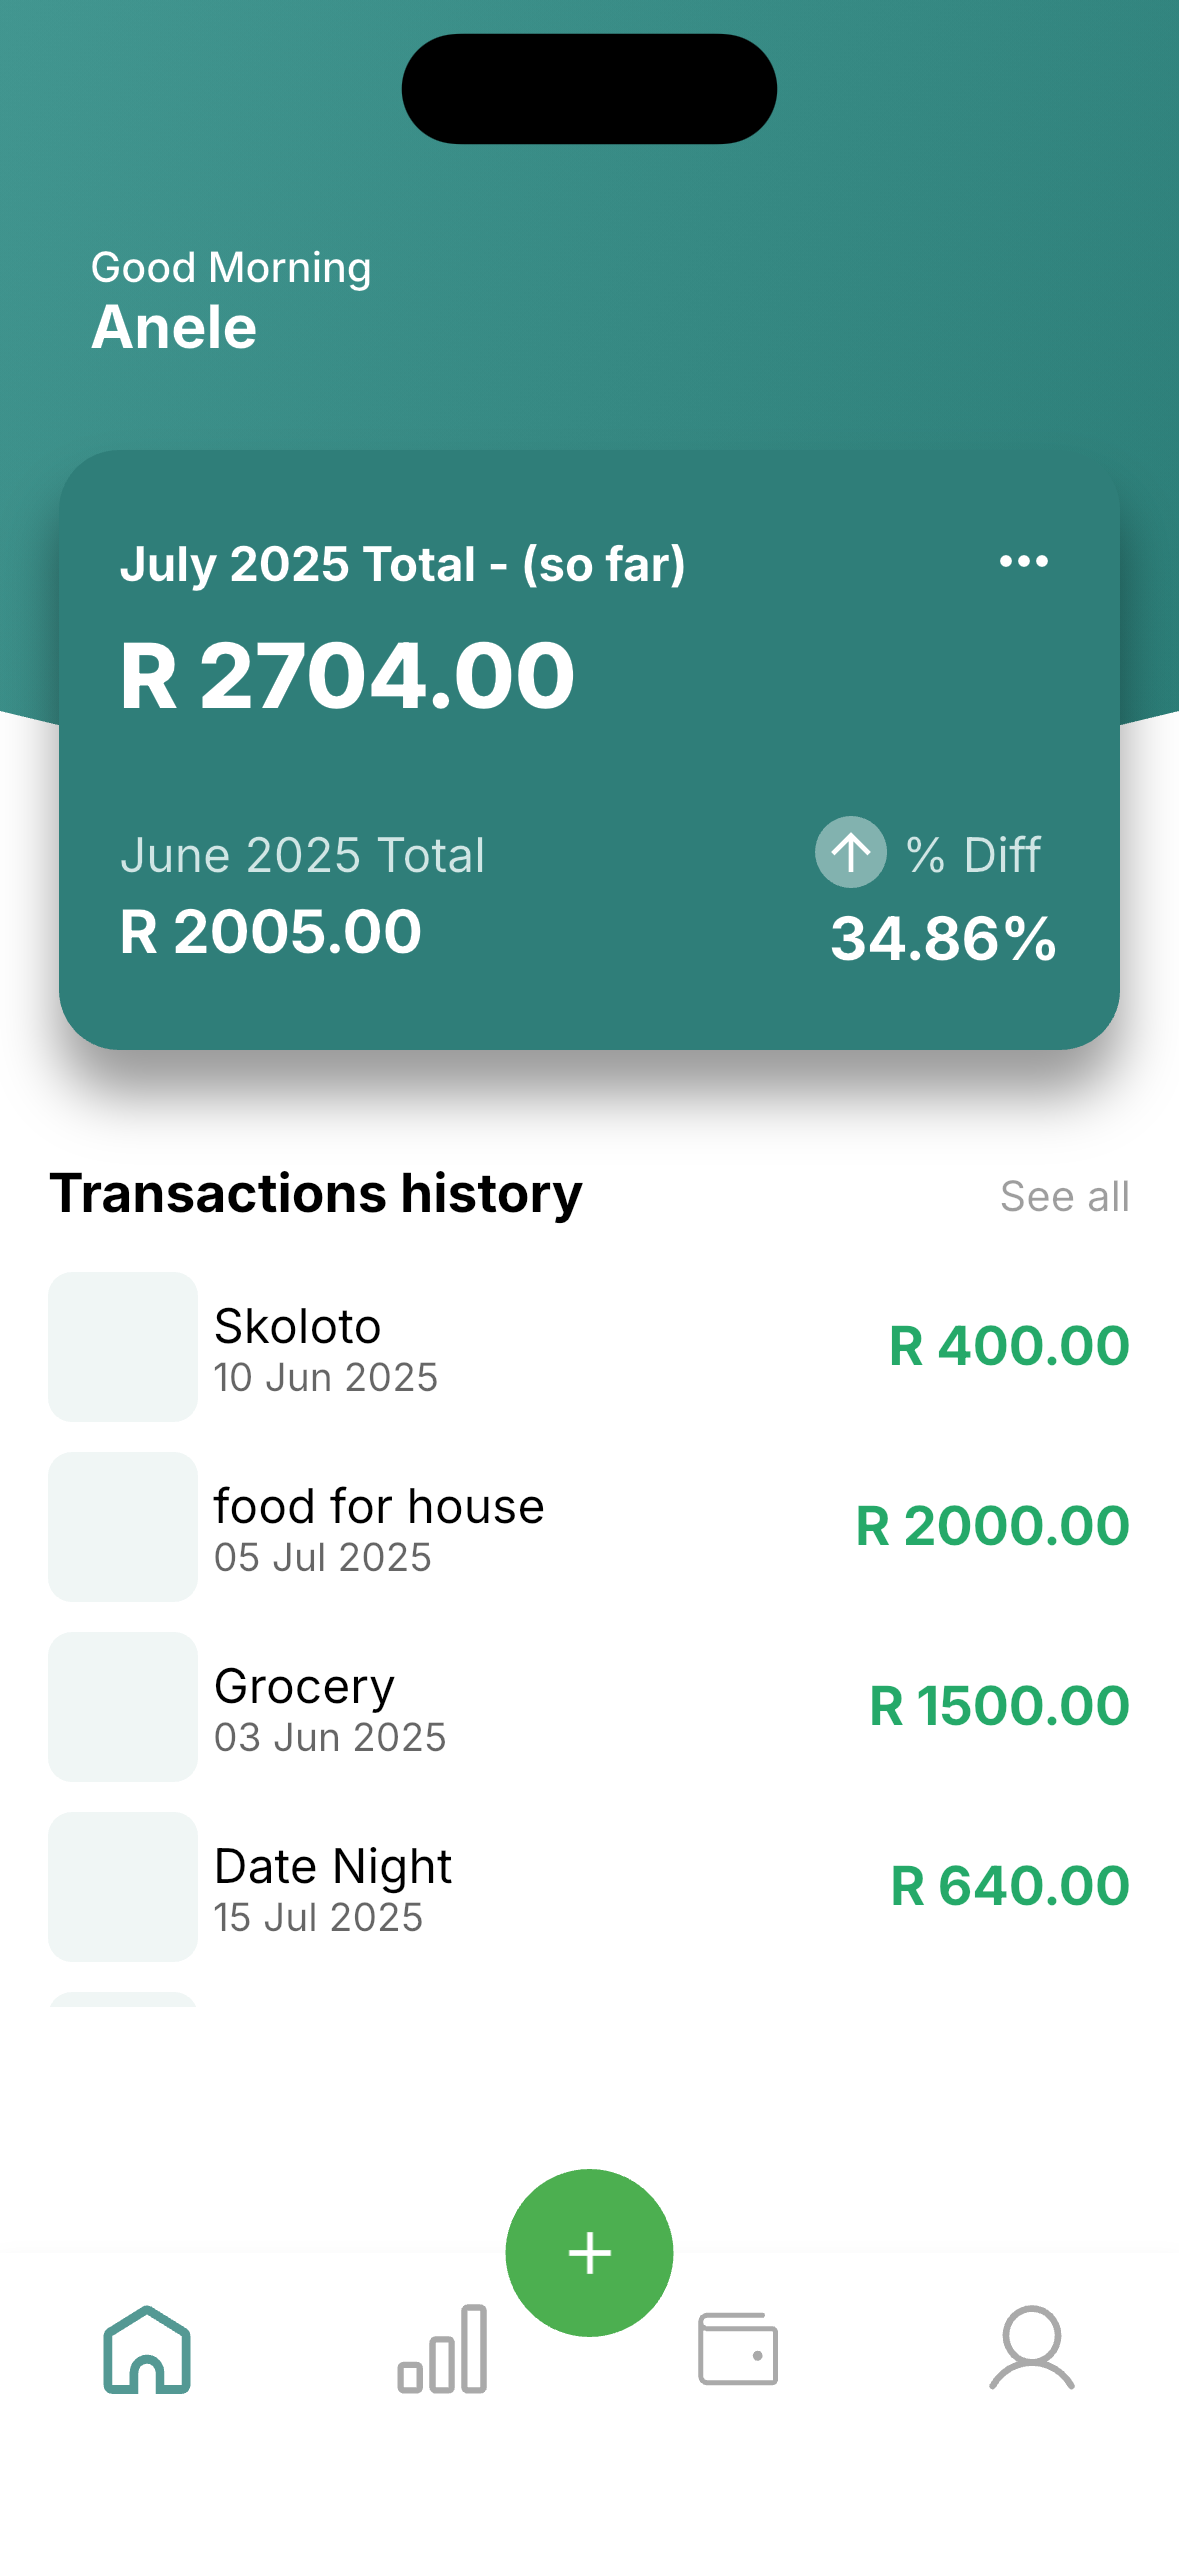 Good Morning
Anele
July 2025 Total - (so far)
R 2704.00
June 2025 Total
% Diff
R 2005.00
34.86%
Transactions history
See all
Skoloto
10 Jun 2025
R 400.00
food for house
05 Jul 2025
R 2000.00
Grocery
03 Jun 2025
R 1500.00
Date Night
15 Jul 2025
R 640.00